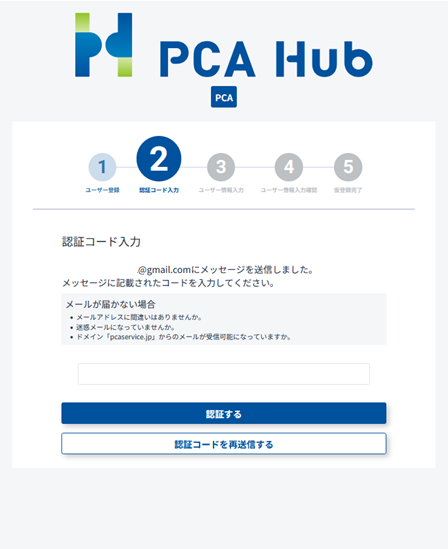 PCA Hub
PCA
1 2 3 4 5
ユーザー登録 認証コード入力 ユーザー情報入力 ユーザー情報入力確認 仮登録完了
認証コード入力
@gmail.comにメッセージを送信しました。
メッセージに記載されたコードを入力してください。
メールが届かない場合
• メールアドレスに間違いはありませんか。
• 迷惑メールになっていませんか。
• ドメイン「pcaservice.jp」からのメールが受信可能になっていますか。
認証する
認証コードを再送信する